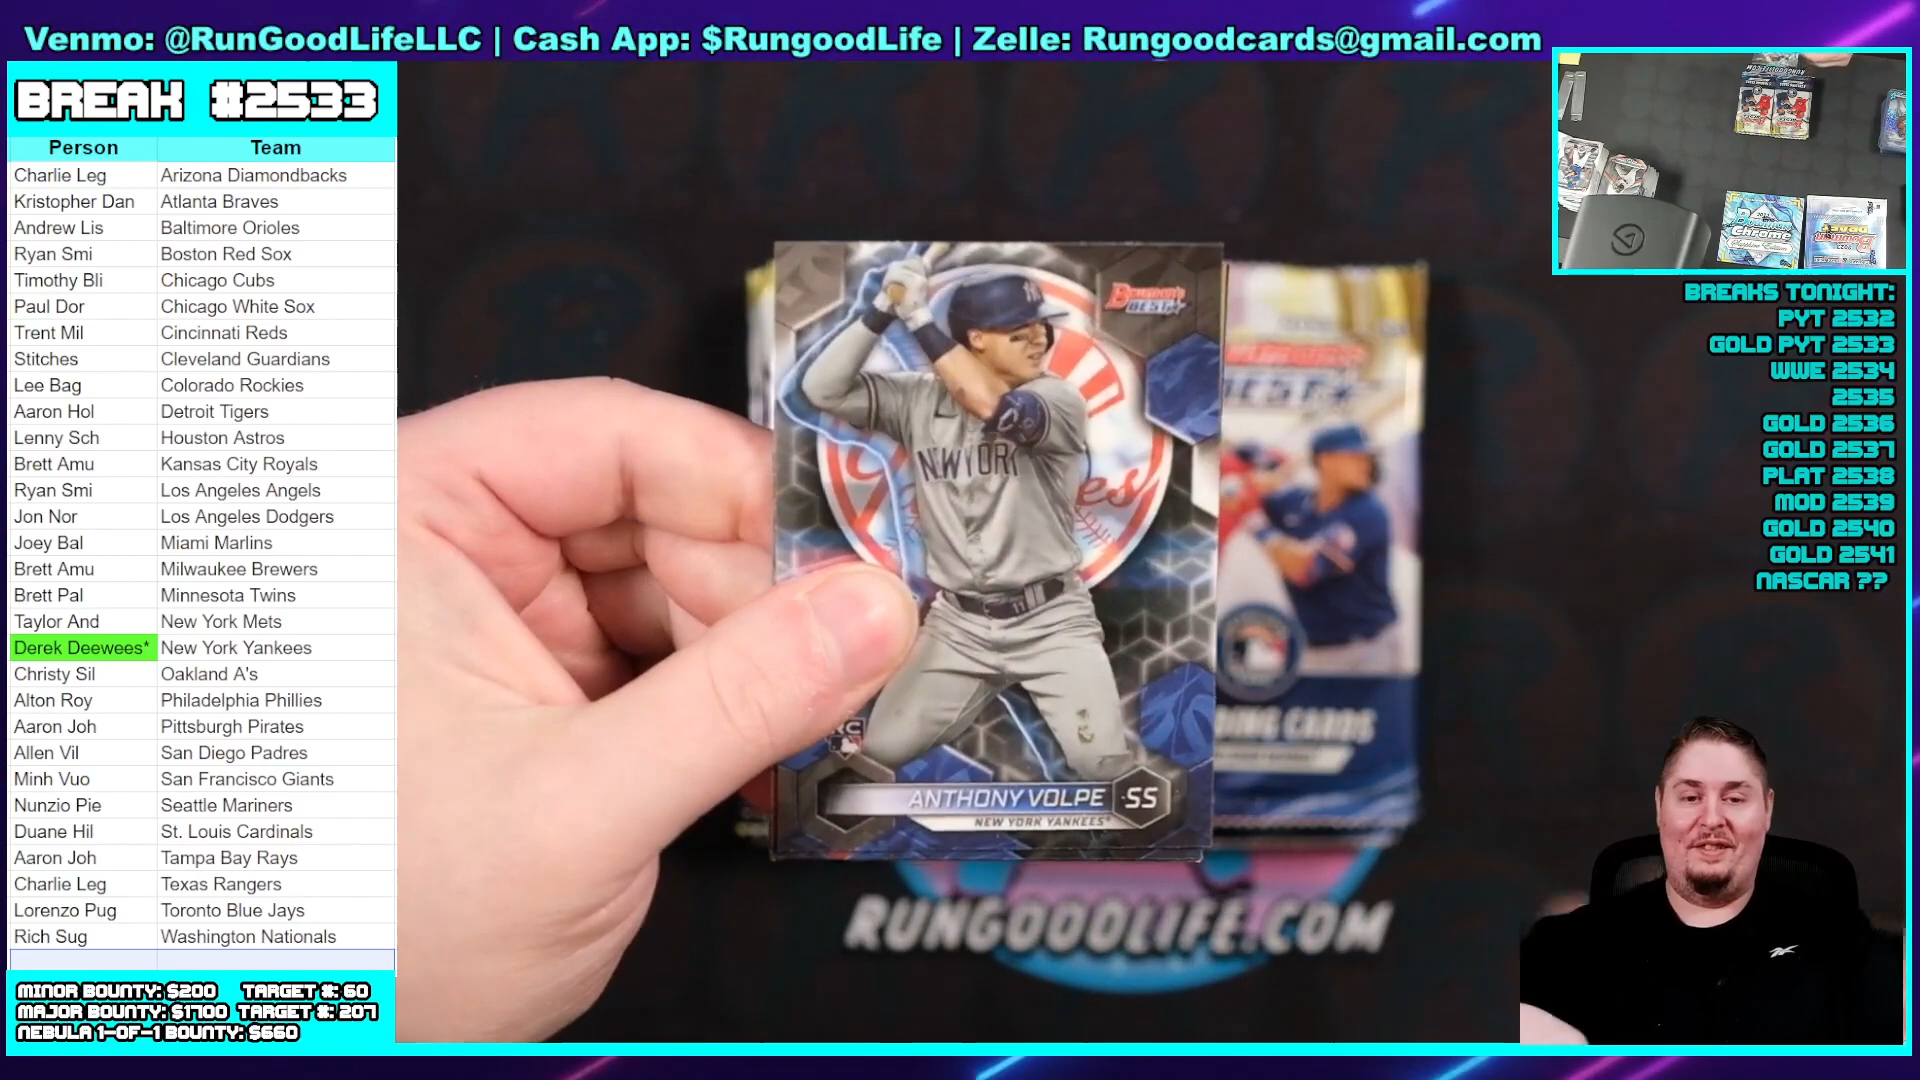 Venmo: @RunGoodLifeLLC | Cash App: $RungoodLife | Zelle: Rungoodcards@gmail.com
BREAK #2533
Person Team
Charlie Leg Arizona Diamondbacks
Kristopher Dan Atlanta Braves
Andrew Lis Baltimore Orioles
Ryan Smi Boston Red Sox
Timothy Bli Chicago Cubs
Paul Dor Chicago White Sox
Trent Mil Cincinnati Reds
Stitches Cleveland Guardians
Lee Bag Colorado Rockies
Aaron Hol Detroit Tigers
Lenny Sch Houston Astros
Brett Amu Kansas City Royals
Ryan Smi Los Angeles Angels
Jon Nor Los Angeles Dodgers
Joey Bal Miami Marlins
Brett Amu Milwaukee Brewers
Brett Pal Minnesota Twins
Taylor And New York Mets
Derek Deewees* New York Yankees
Christy Sil Oakland A's
Alton Roy Philadelphia Phillies
Aaron Joh Pittsburgh Pirates
Allen Vil San Diego Padres
Minh Vuo San Francisco Giants
Nunzio Pie Seattle Mariners
Duane Hil St. Louis Cardinals
Aaron Joh Tampa Bay Rays
Charlie Leg Texas Rangers
Lorenzo Pug Toronto Blue Jays
Rich Sug Washington Nationals
MINOR BOUNTY: $200 TARGET #: 60
MAJOR BOUNTY: $1700 TARGET #: 207
NEBULA 1-OF-1 BOUNTY: $660
Bowman's
BEST
NEW YORK
11
RC
ANTHONY VOLPE SS
NEW YORK YANKEES
RUNGOODLIFE.COM
2023
Bowman
Chrome
Sapphire Edition
BREAKS TONIGHT:
PYT 2532
GOLD PYT 2533
WWE 2534
2535
GOLD 2536
GOLD 2537
PLAT 2538
MOD 2539
GOLD 2540
GOLD 2541
NASCAR ??